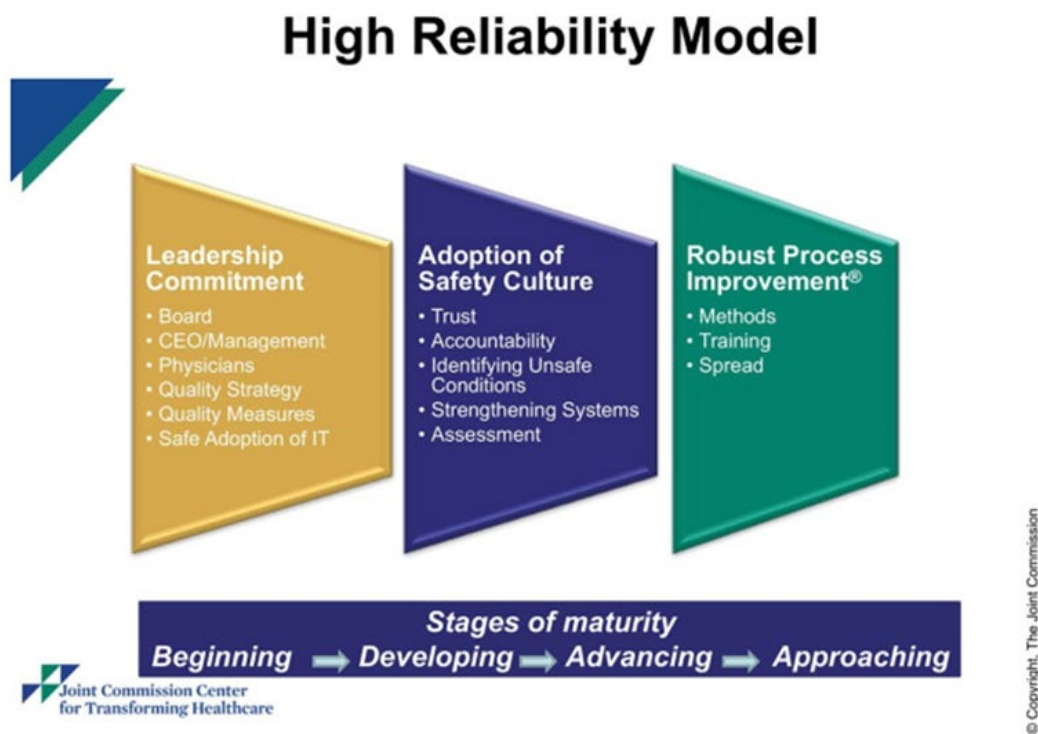 High Reliability Model
Leadership
Commitment
• Board
• CEO/Management
• Physicians
• Quality Strategy
• Quality Measures
• Safe Adoption of IT
Adoption of
Safety Culture
• Trust
• Accountability
• Identifying Unsafe
Conditions
• Strengthening Systems
• Assessment
Robust Process
Improvement®
• Methods
• Training
• Spread
Stages of maturity
Beginning Developing Advancing Approaching
Joint Commission Center
for Transforming Healthcare
© Copyright, The Joint Commission